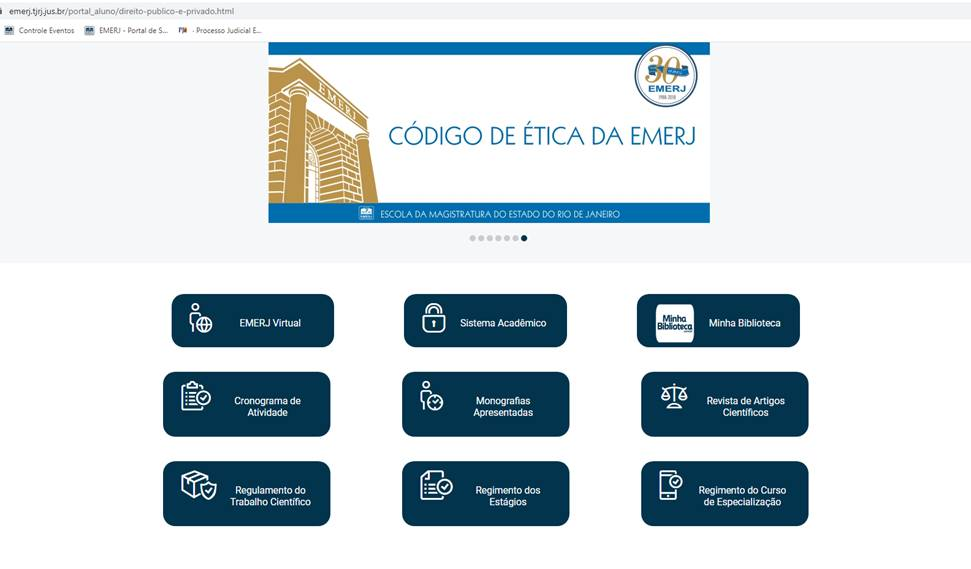 emerj.tjrj.jus.br/portal_aluno/direito-publico-e-privado.html
Controle Eventos
EMERJ - Portal de S...
- Processo Judicial E...
EMERJ
30
EMERJ
CÓDIGO DE ÉTICA DA EMERJ
ESCOLA DA MAGISTRATURA DO ESTADO DO RIO DE JANEIRO
EMERJ Virtual
Sistema Acadêmico
Minha
Biblioteca
Minha Biblioteca
Cronograma de
Atividade
Monografias
Apresentadas
Revista de Artigos
Científicos
Regulamento do
Trabalho Científico
Regimento dos
Estágios
Regimento do Curso
de Especialização